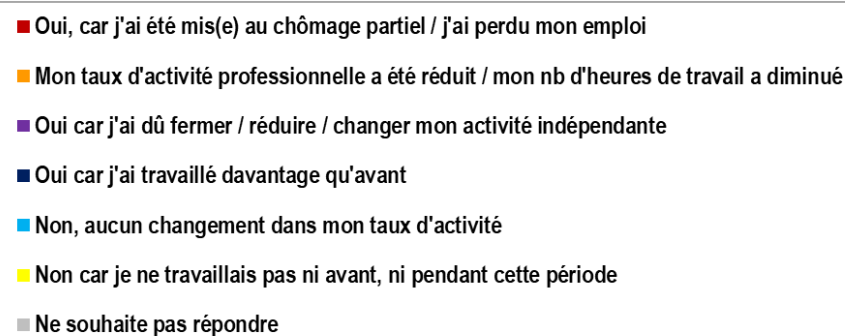 Oui, car j'ai été mis(e) au chômage partiel / j'ai perdu mon emploi
Mon taux d'activité professionnelle a été réduit / mon nb d'heures de travail a diminué
Oui car j'ai dû fermer / réduire / changer mon activité indépendante
Oui car j'ai travaillé davantage qu'avant
Non, aucun changement dans mon taux d'activité
Non car je ne travaillais pas ni avant, ni pendant cette période
Ne souhaite pas répondre